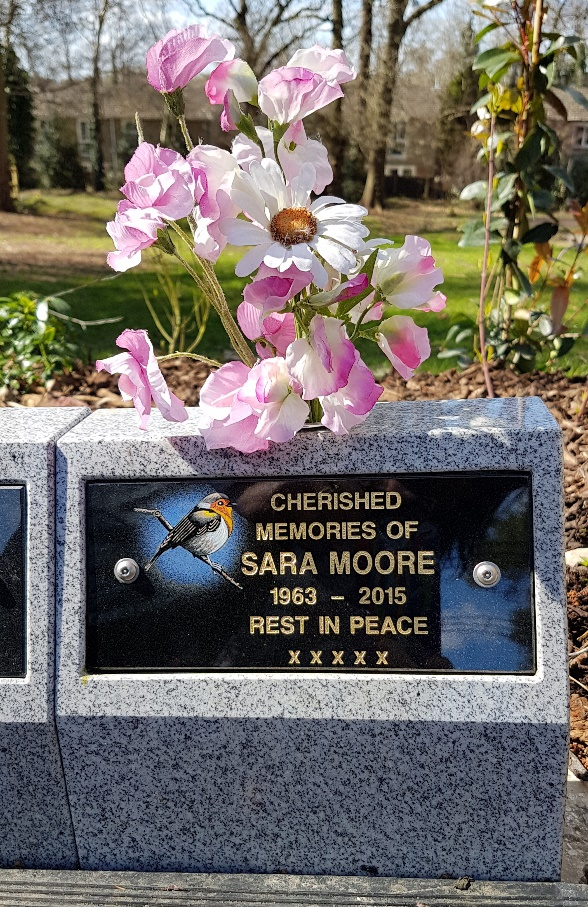 CHERISHED
MEMORIES OF
SARA MOORE
1963 – 2015
REST IN PEACE
X X X X X